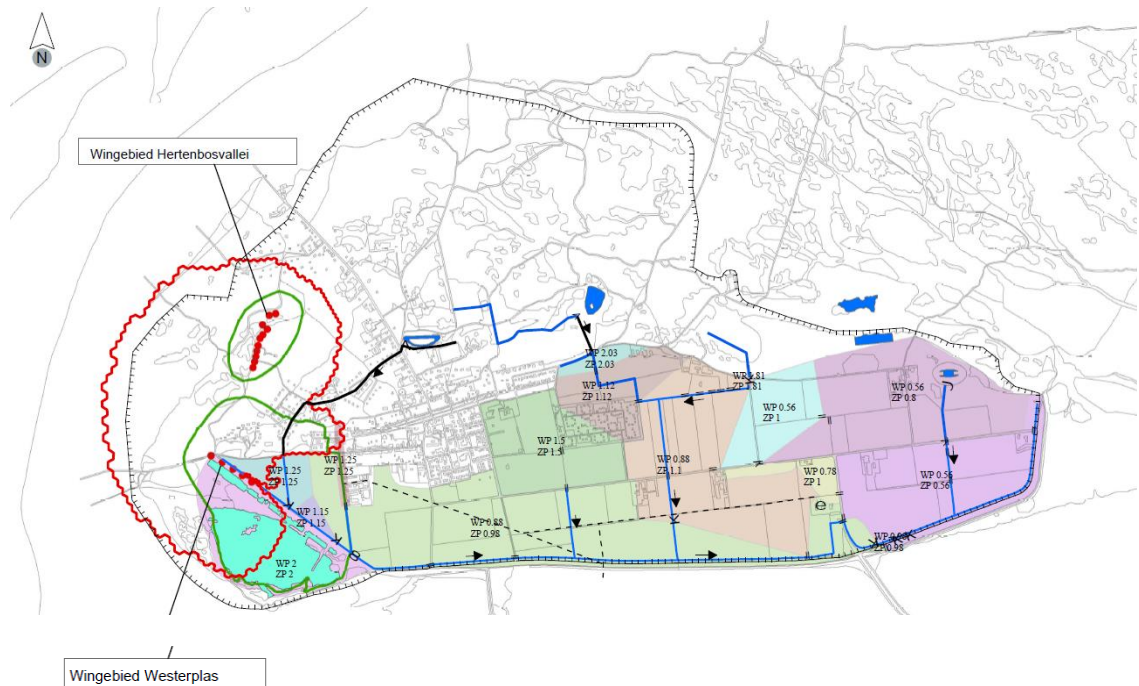 N
Wingebied Hertenbosvallei
WP 2.03
ZP 2.03
WP 1.12
ZP 1.12
ZP 1.81
WP 0.56
ZP 0.8
WP 0.56
ZP 1
WP 1.5
ZP 1.5
WP 1.25
ZP 1.25
WP 1.25
ZP 1.25
WP 0.88
ZP 1.1
WP 0.78
ZP 1
WP 0.56
ZP 0.56
WP 1.15
ZP 1.15
WP 0.88
ZP 0.98
ZP 0.98
WP 2
ZP 2
Wingebied Westerplas